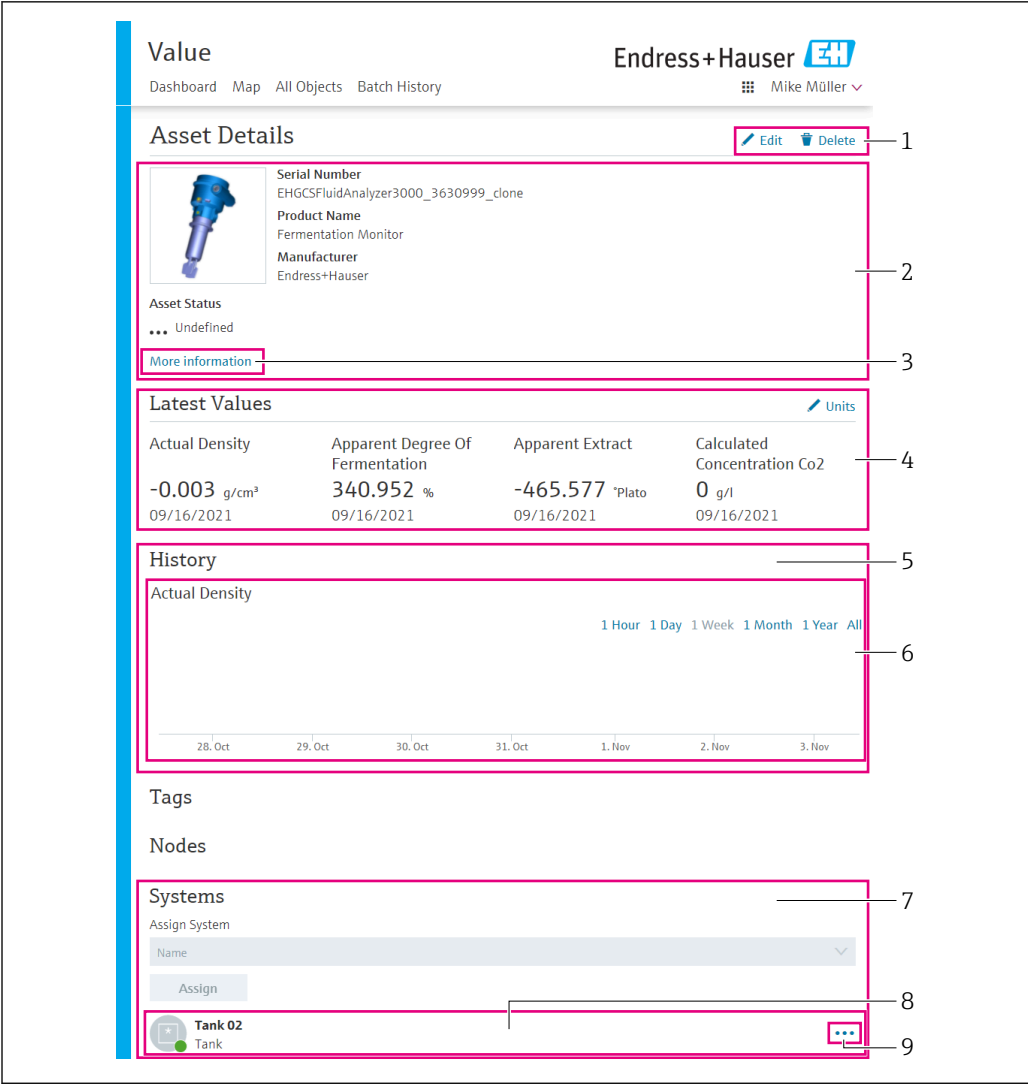 Value
Endress+Hauser EH
Dashboard Map All Objects Batch History
Mike Müller
Asset Details
Edit Delete
1
Serial Number
EHGCSFluidAnalyzer3000_3630999_clone
Product Name
Fermentation Monitor
Manufacturer
Endress+Hauser
2
Asset Status
Undefined
More information
3
Latest Values
Units
Actual Density
Apparent Degree Of
Fermentation
Apparent Extract
Calculated
Concentration Co2
4
-0.003 g/cm³
340.952 %
-465.577 °Plato
0 g/l
09/16/2021
09/16/2021
09/16/2021
09/16/2021
History
5
Actual Density
1 Hour 1 Day 1 Week 1 Month 1 Year All
6
28. Oct 29. Oct 30. Oct 31. Oct 1. Nov 2. Nov 3. Nov
Tags
Nodes
Systems
7
Assign System
Name
Assign
8
Tank 02
Tank
9